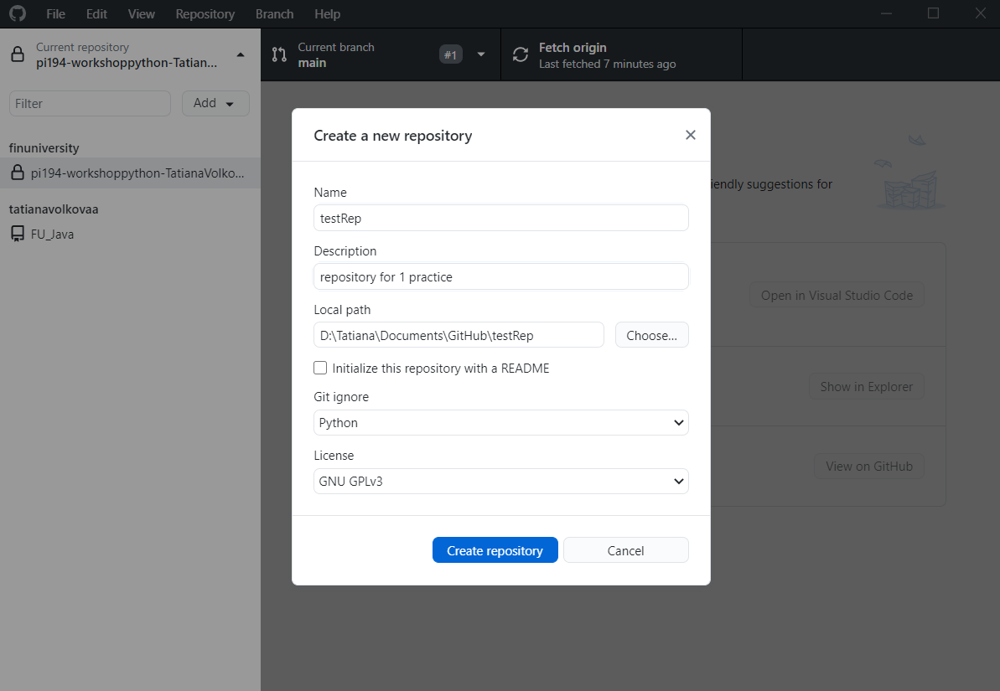 File Edit View Repository Branch Help
Current repository
pi194-workshoppython-Tatian...
Current branch
main
#1
Fetch origin
Last fetched 7 minutes ago
Filter
Add
finuniversity
pi194-workshoppython-TatianaVolko...
tatianavolkovaa
FU_Java
Create a new repository
Name
testRep
Description
repository for 1 practice
Local path
D:\Tatiana\Documents\GitHub\testRep
Choose...
Initialize this repository with a README
Git ignore
Python
License
GNU GPLv3
Create repository
Cancel
iendly suggestions for
Open in Visual Studio Code
Show in Explorer
View on GitHub